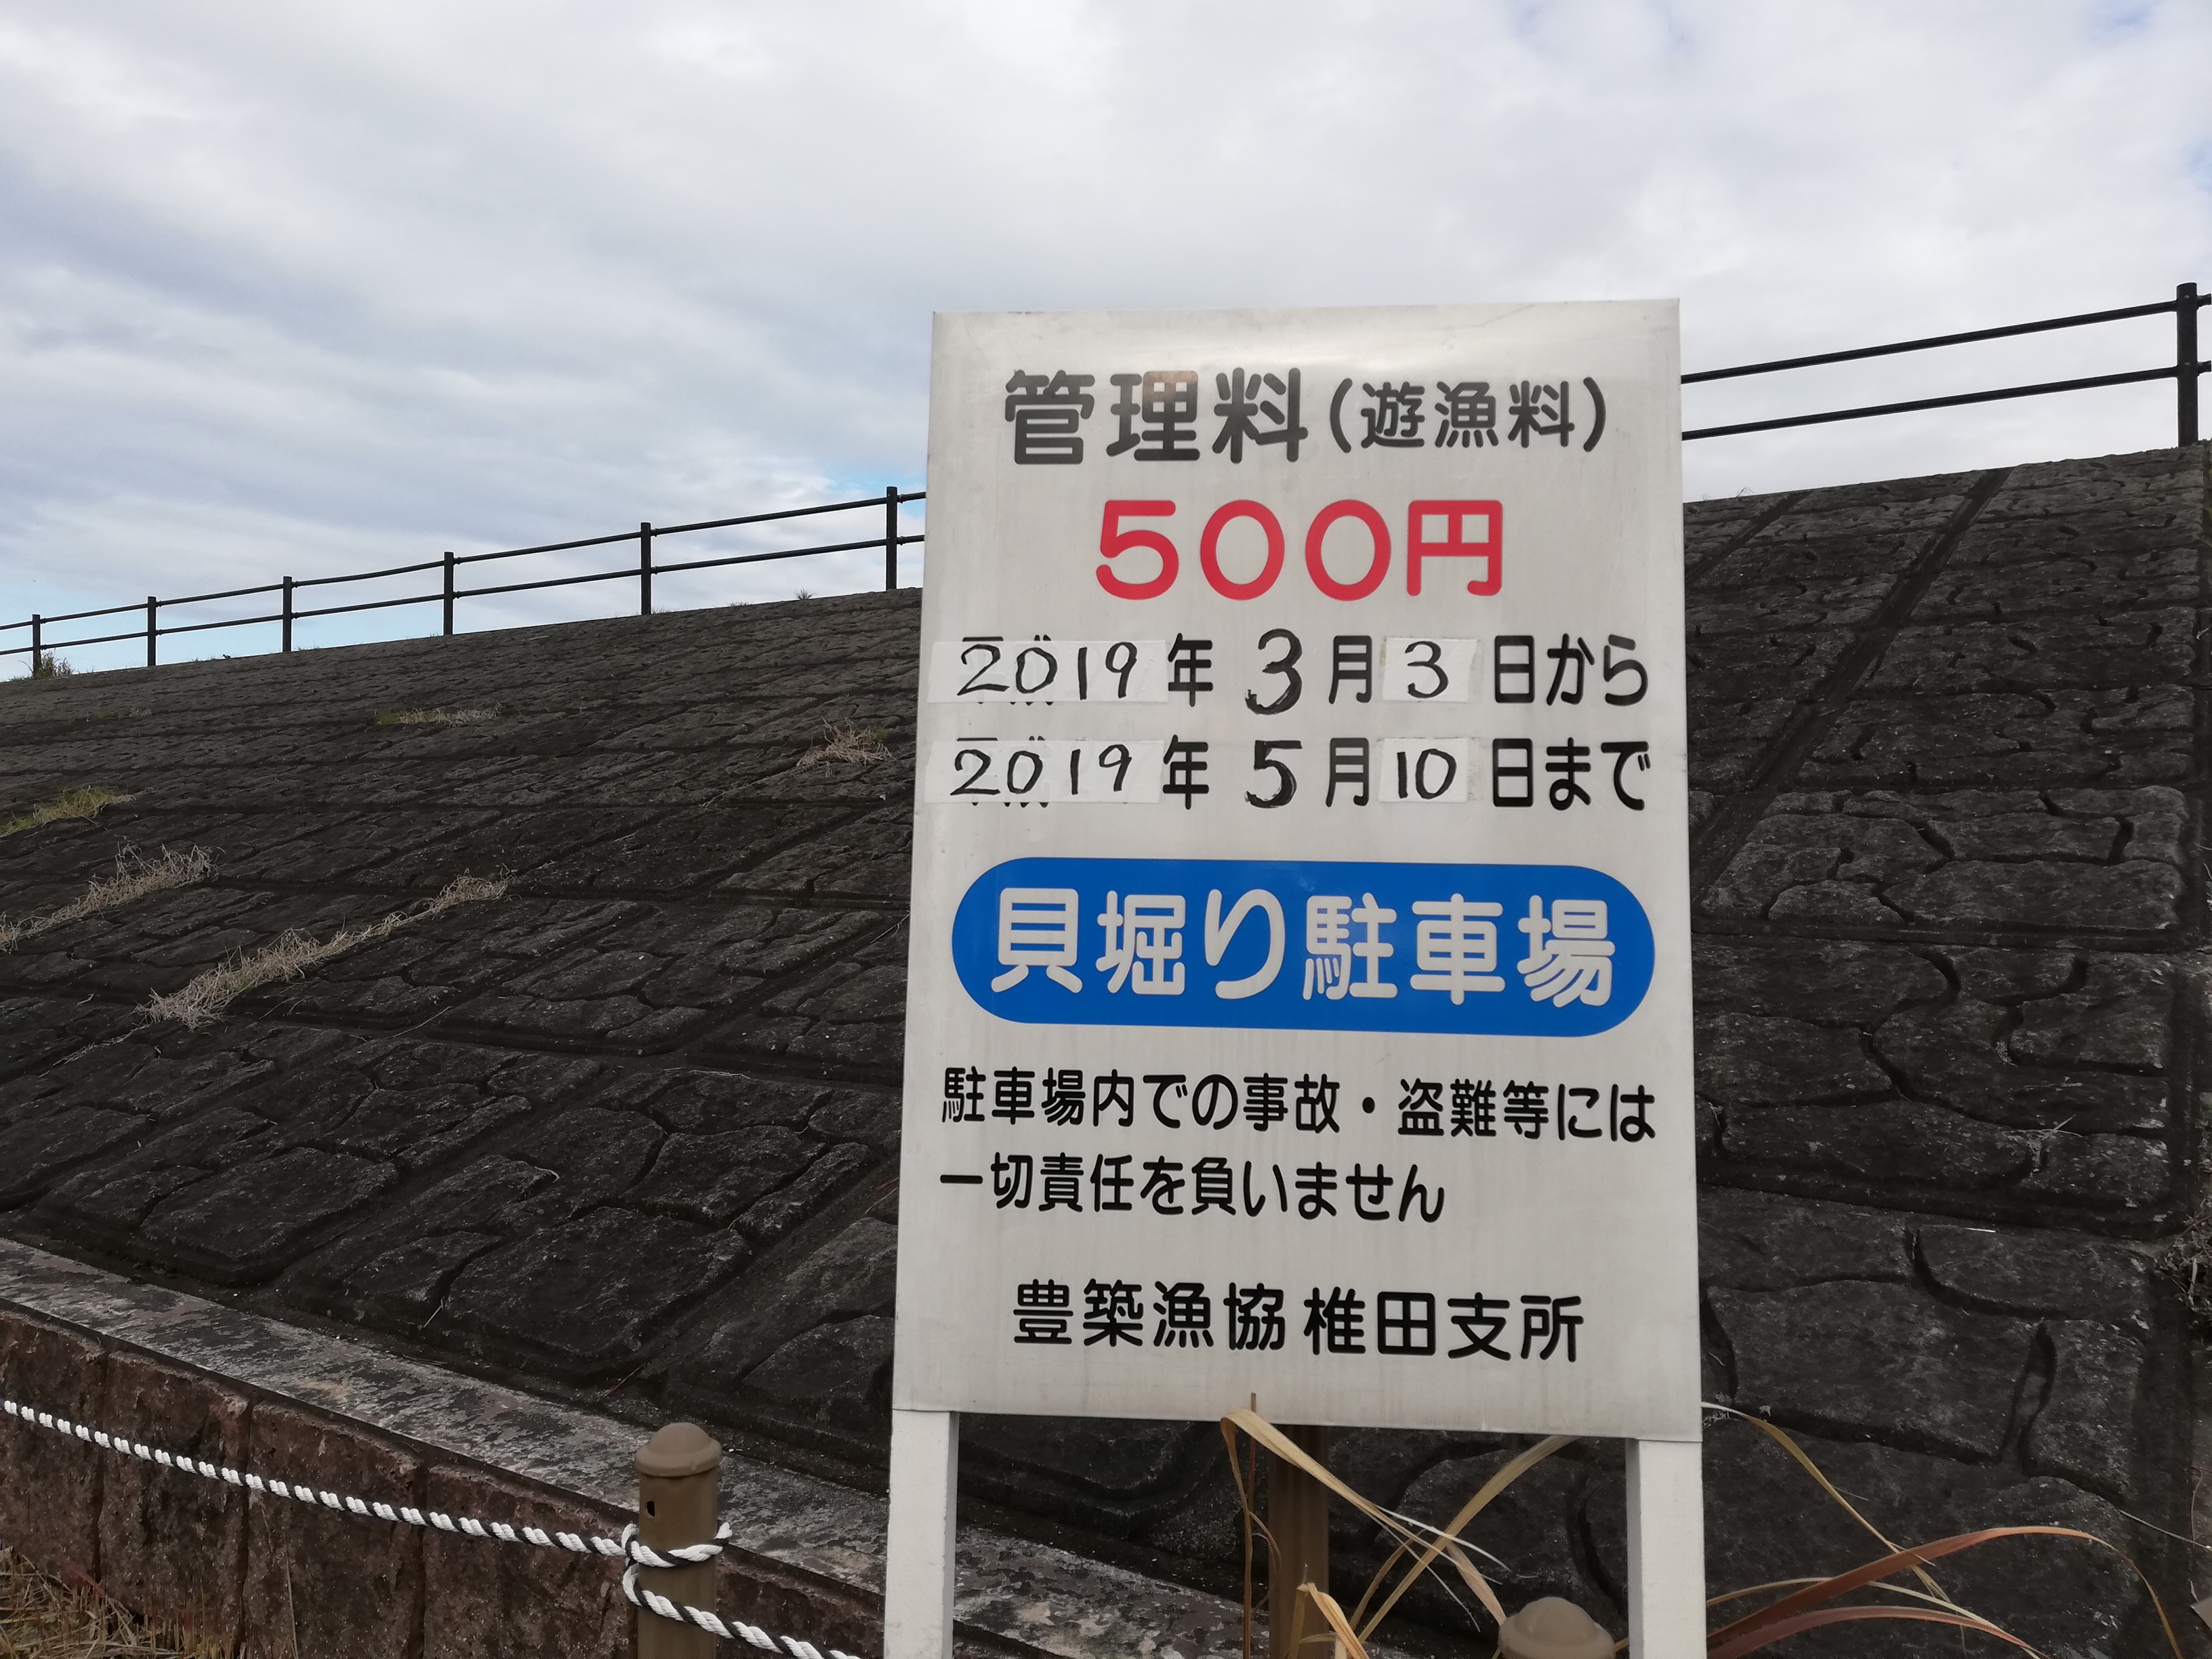 管理料(遊漁料)
500円
2019年3月3日から
2019年5月10日まで
貝堀り駐車場
駐車場内での事故・盗難等には
一切責任を負いません
豊築漁協 椎田支所